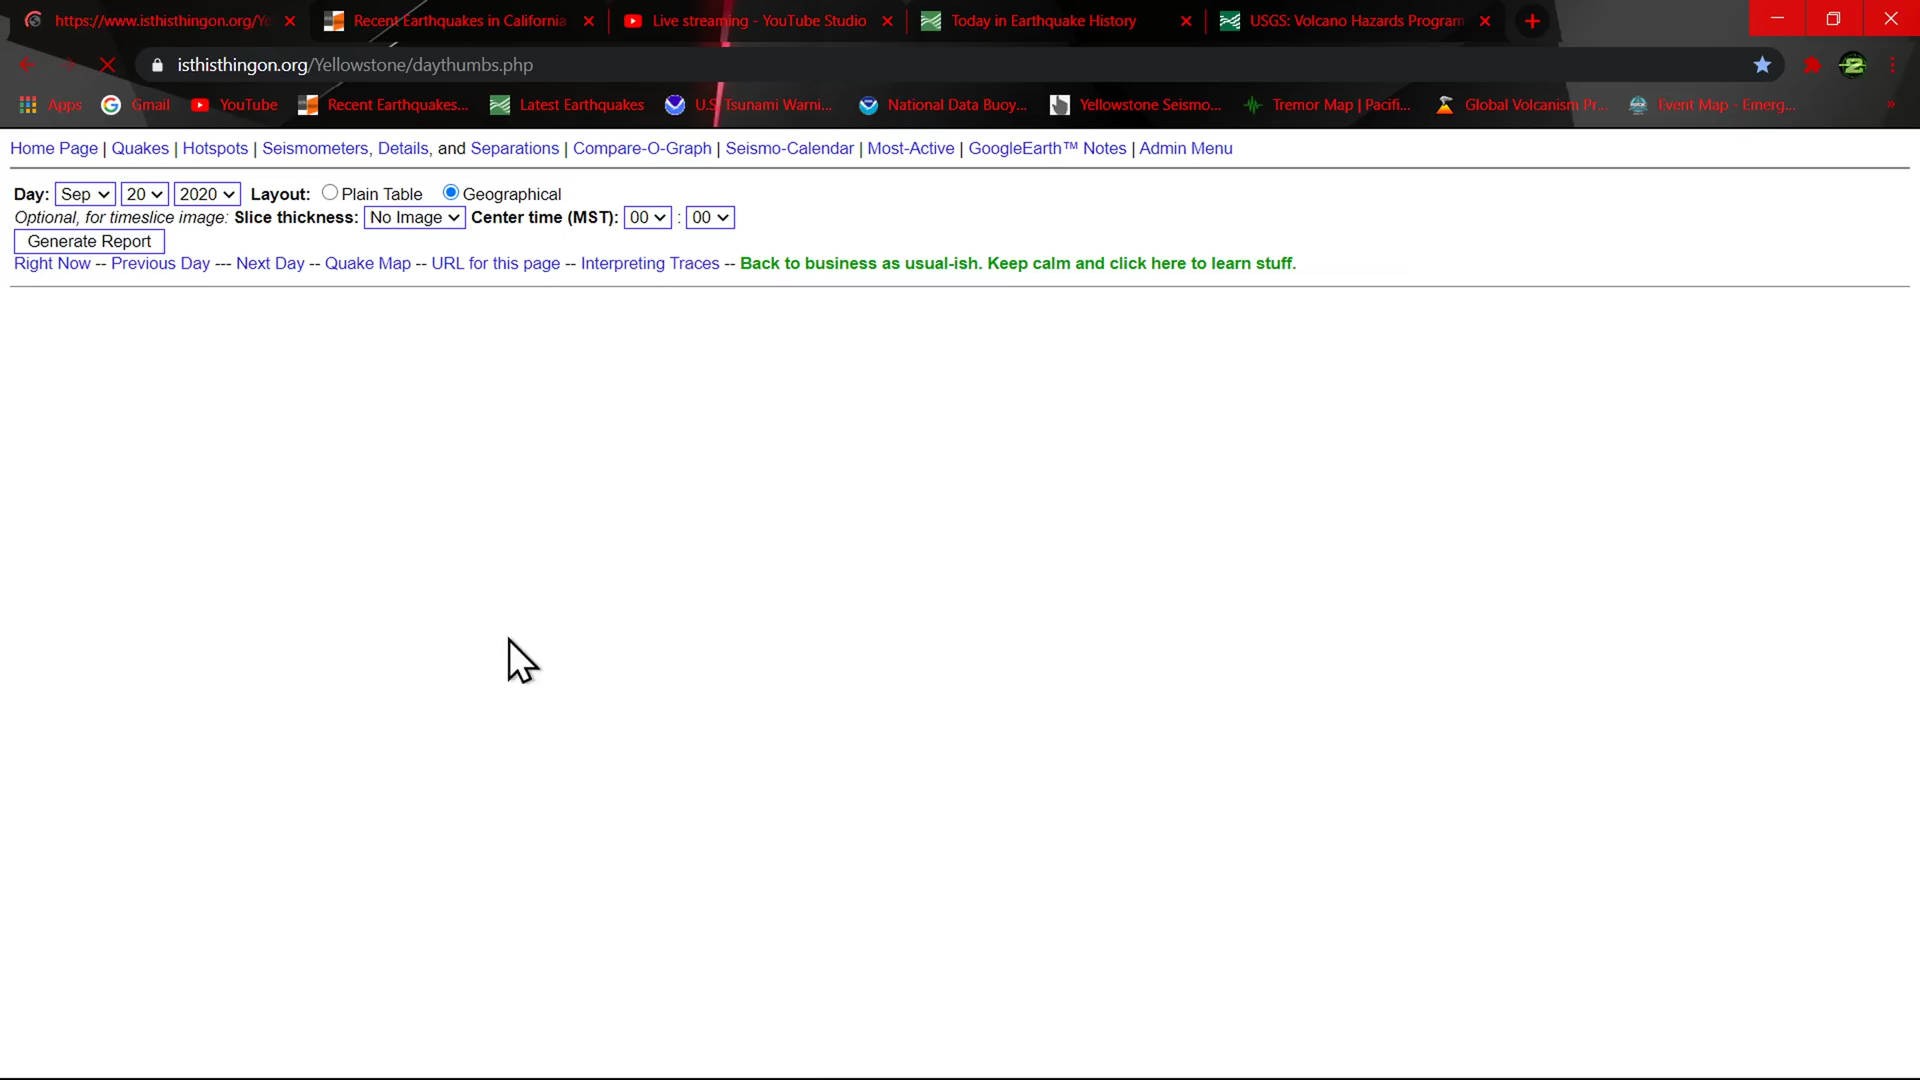 https://www.isthisthingon.org/Ye
Recent Earthquakes in California
Live streaming - YouTube Studio
Today in Earthquake History
USGS: Volcano Hazards Program
isthisthingon.org/Yellowstone/daythumbs.php
Apps Gmail YouTube Recent Earthquakes... Latest Earthquakes U.S. Tsunami Warni... National Data Buoy... Yellowstone Seismo... Tremor Map | Pacifi... Global Volcanism Pr... Event Map - Emerg... »
Home Page | Quakes | Hotspots | Seismometers, Details, and Separations | Compare-O-Graph | Seismo-Calendar | Most-Active | GoogleEarth™ Notes | Admin Menu
Day: Sep 20 2020 Layout: Plain Table Geographical
Optional, for timeslice image: Slice thickness: No Image Center time (MST): 00 : 00
Generate Report
Right Now -- Previous Day --- Next Day -- Quake Map -- URL for this page -- Interpreting Traces -- Back to business as usual-ish. Keep calm and click here to learn stuff.